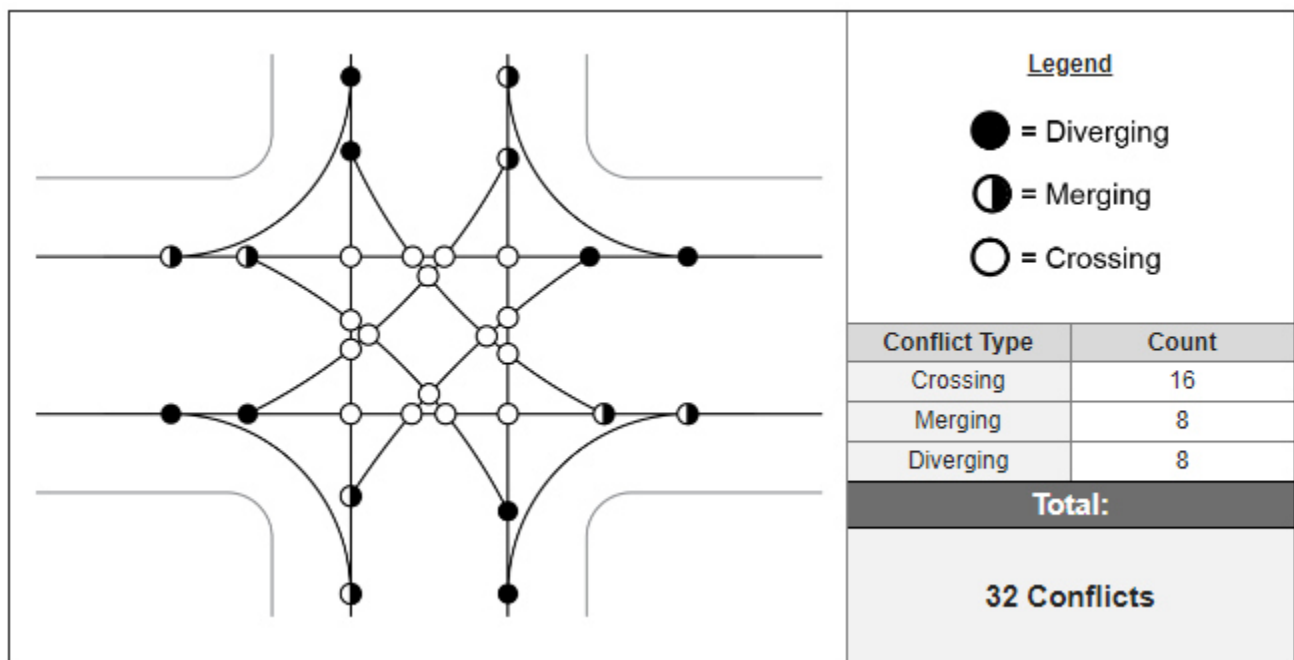 Legend
= Diverging
= Merging
= Crossing
Conflict Type Count
Crossing 16
Merging 8
Diverging 8
Total:
32 Conflicts